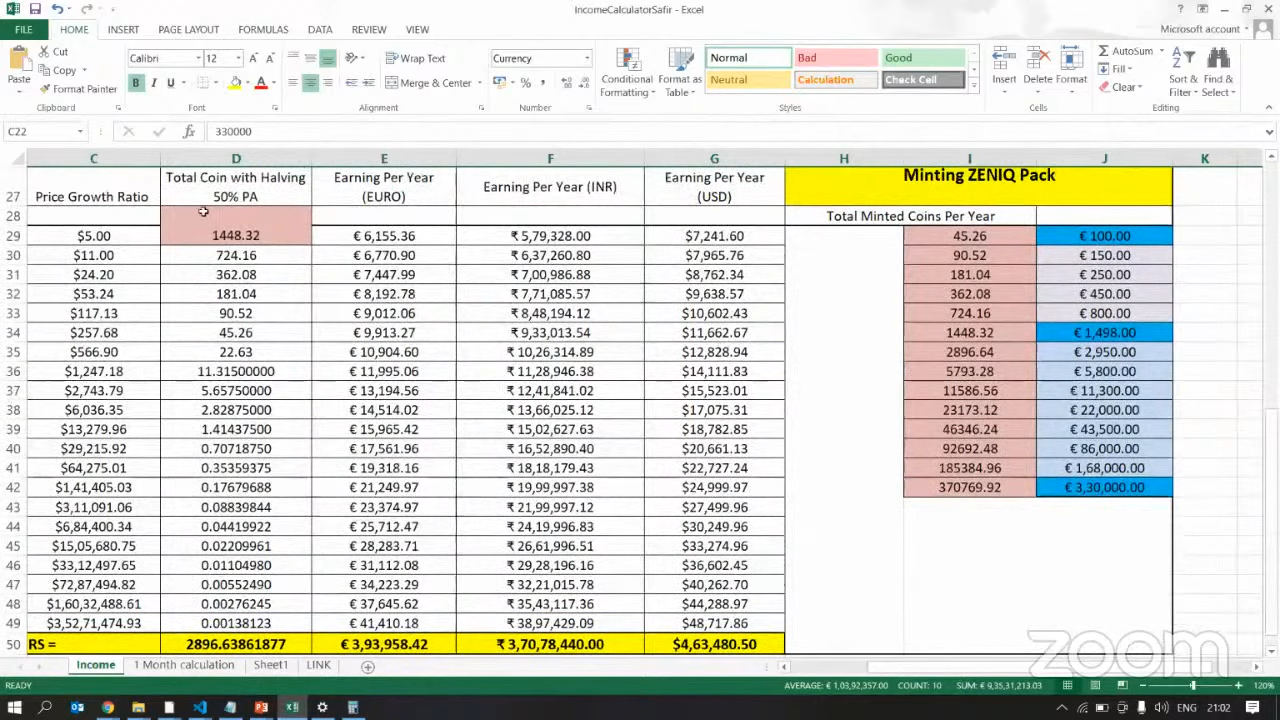 IncomeCalculatorSafir - Excel
FILE HOME INSERT PAGE LAYOUT FORMULAS DATA REVIEW VIEW Microsoft account
Paste Cut Copy Format Painter Calibri 12 Wrap Text Merge & Center Currency Conditional Formatting Format as Table Normal Bad Good Neutral Calculation Check Cell Insert Delete Format AutoSum Fill Clear Sort & Filter Find & Select
Clipboard Font Alignment Number Styles Cells Editing
C22 330000
C D E F G H I J K
27 Price Growth Ratio Total Coin with Halving 50% PA Earning Per Year (EURO) Earning Per Year (INR) Earning Per Year (USD) Minting ZENIQ Pack
28 Total Minted Coins Per Year
29 $5.00 1448.32 € 6,155.36 ₹ 5,79,328.00 $7,241.60 45.26 € 100.00
30 $11.00 724.16 € 6,770.90 ₹ 6,37,260.80 $7,965.76 90.52 € 150.00
31 $24.20 362.08 € 7,447.99 ₹ 7,00,986.88 $8,762.34 181.04 € 250.00
32 $53.24 181.04 € 8,192.78 ₹ 7,71,085.57 $9,638.57 362.08 € 450.00
33 $117.13 90.52 € 9,012.06 ₹ 8,48,194.12 $10,602.43 724.16 € 800.00
34 $257.68 45.26 € 9,913.27 ₹ 9,33,013.54 $11,662.67 1448.32 € 1,498.00
35 $566.90 22.63 € 10,904.60 ₹ 10,26,314.89 $12,828.94 2896.64 € 2,950.00
36 $1,247.18 11.31500000 € 11,995.06 ₹ 11,28,946.38 $14,111.83 5793.28 € 5,800.00
37 $2,743.79 5.65750000 € 13,194.56 ₹ 12,41,841.02 $15,523.01 11586.56 € 11,300.00
38 $6,036.35 2.82875000 € 14,514.02 ₹ 13,66,025.12 $17,075.31 23173.12 € 22,000.00
39 $13,279.96 1.41437500 € 15,965.42 ₹ 15,02,627.63 $18,782.85 46346.24 € 43,500.00
40 $29,215.92 0.70718750 € 17,561.96 ₹ 16,52,890.40 $20,661.13 92692.48 € 86,000.00
41 $64,275.01 0.35359375 € 19,318.16 ₹ 18,18,179.43 $22,727.24 185384.96 € 1,68,000.00
42 $1,41,405.03 0.17679688 € 21,249.97 ₹ 19,99,997.38 $24,999.97 370769.92 € 3,30,000.00
43 $3,11,091.06 0.08839844 € 23,374.97 ₹ 21,99,997.12 $27,499.96
44 $6,84,400.34 0.04419922 € 25,712.47 ₹ 24,19,996.83 $30,249.96
45 $15,05,680.75 0.02209961 € 28,283.71 ₹ 26,61,996.51 $33,274.96
46 $33,12,497.65 0.01104980 € 31,112.08 ₹ 29,28,196.16 $36,602.45
47 $72,87,494.82 0.00552490 € 34,223.29 ₹ 32,21,015.78 $40,262.70
48 $1,60,32,488.61 0.00276245 € 37,645.62 ₹ 35,43,117.36 $44,288.97
49 $3,52,71,474.93 0.00138123 € 41,410.18 ₹ 38,97,429.09 $48,717.86
50 RS = 2896.63861877 € 3,93,958.42 ₹ 3,70,78,440.00 $4,63,480.50
zoom
Income 1 Month calculation Sheet1 LINK
READY AVERAGE: € 1,03,92,357.00 COUNT: 10 SUM: € 9,35,31,213.03 120%
ENG 21:02